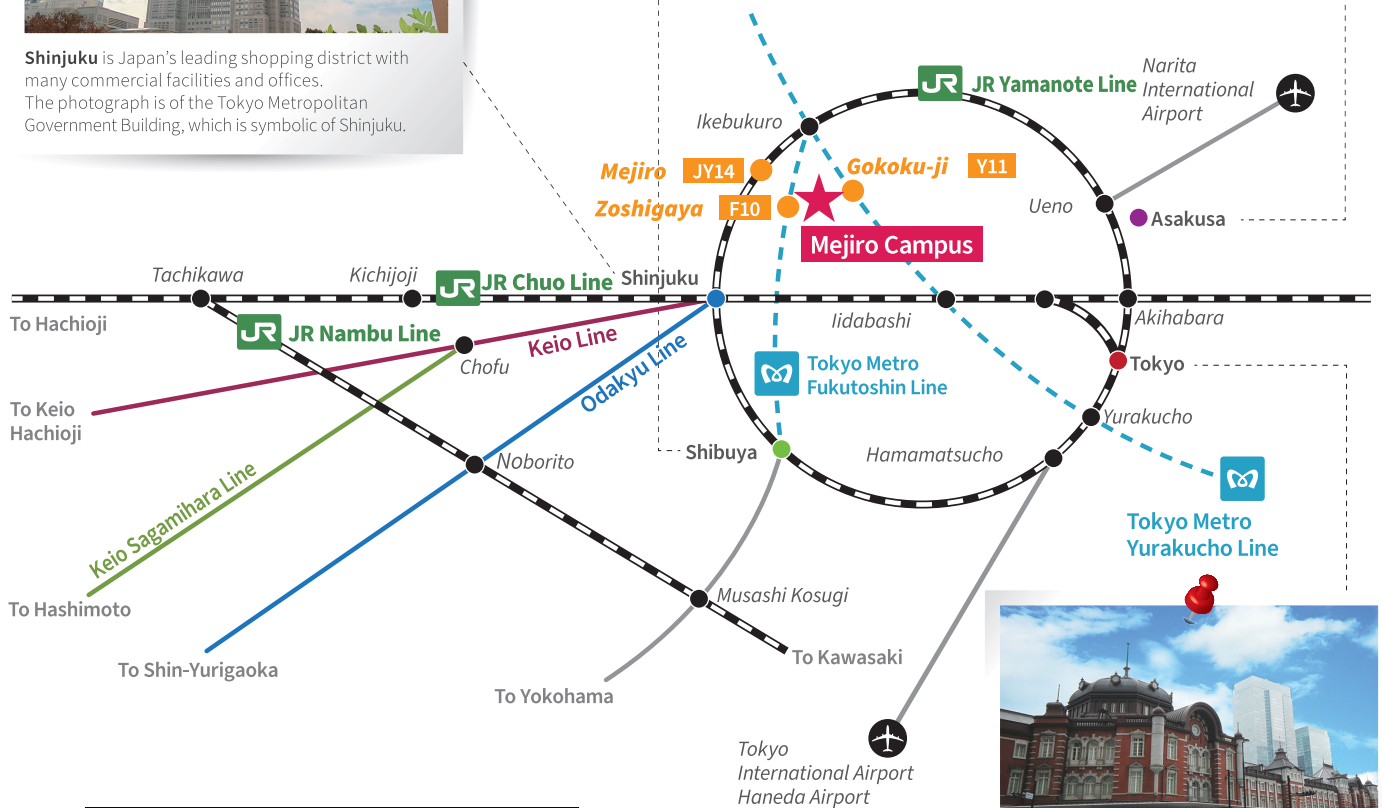 Shinjuku is Japan's leading shopping district with
many commercial facilities and offices.
The photograph is of the Tokyo Metropolitan
Government Building, which is symbolic of Shinjuku.
JR
JR Yamanote Line
Narita
International
Airport
Ikebukuro
Mejiro
JY14
Gokoku-ji
Y11
Zoshigaya
F10
Ueno
Asakusa
Mejiro Campus
Tachikawa
Kichijoji
JR
JR Chuo Line
Shinjuku
To Hachioji
JR
JR Nambu Line
Keio Line
Iidabashi
Akihabara
Chofu
Odakyu Line
Tokyo Metro
Fukutoshin Line
Tokyo
To Keio
Hachioji
Yurakucho
Noborito
Shibuya
Hamamatsucho
Keio Sagamihara Line
Tokyo Metro
Yurakucho Line
To Hashimoto
Musashi Kosugi
To Shin-Yurigaoka
To Kawasaki
To Yokohama
Tokyo
International Airport
Haneda Airport